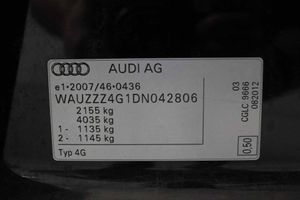 AUDI AG
e1*2007/46*0436
WAUZZZ4G1DN042806
2155 kg
4035 kg
1 - 1135 kg
2 - 1145 kg
Typ 4G
03
CGLC 9666
082012
0,50